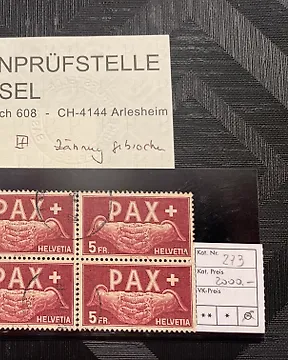 NPRÜFSTELLE
SEL
ch 608 - CH-4144 Arlesheim
Zähnung gebrochen
PAX+ PAX+
5 FR. HELVETIA
HELVETIA
PAX+ PAX+
5 FR. HELVETIA
HELVETIA
Kat. Nr. 273
Kat. Preis
2000.-
VK-Preis
** *